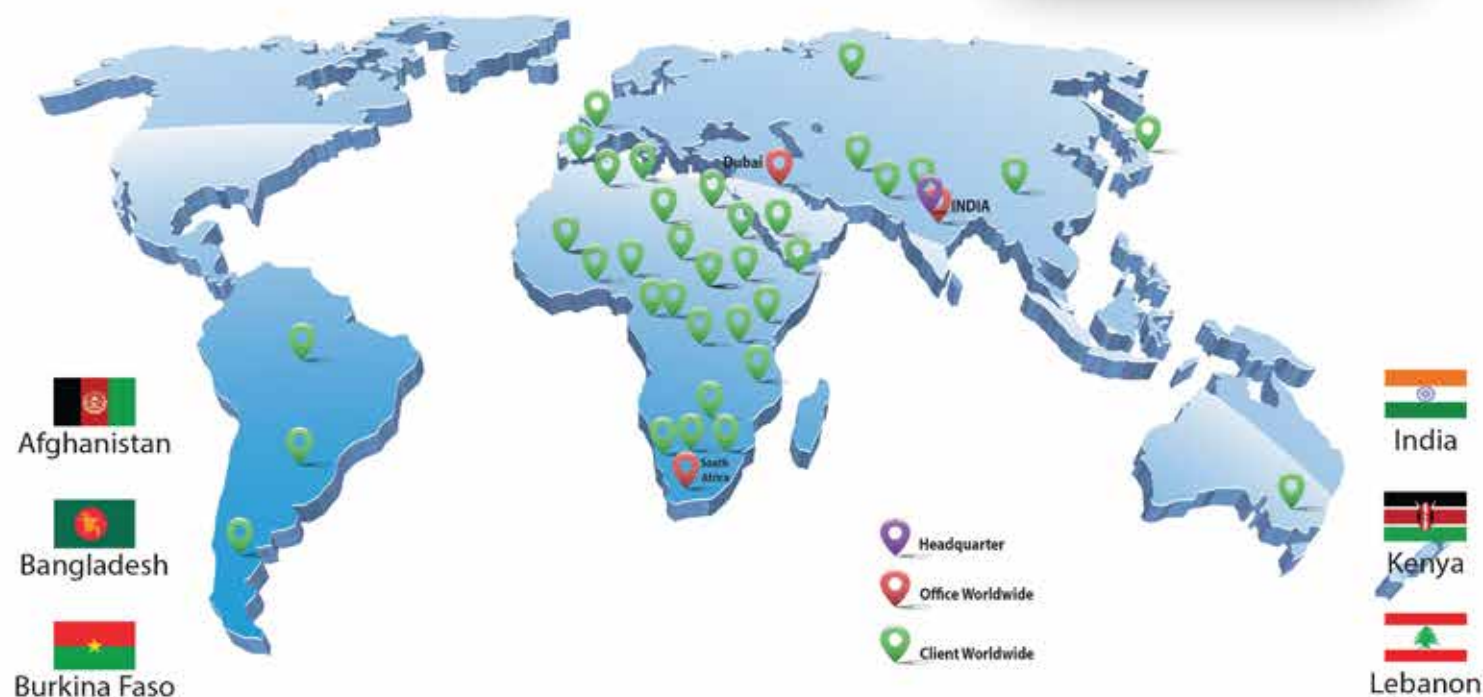 Dubai
INDIA
South
Africa
Afghanistan
Bangladesh
Burkina Faso
Headquarter
Office Worldwide
Client Worldwide
India
Kenya
Lebanon